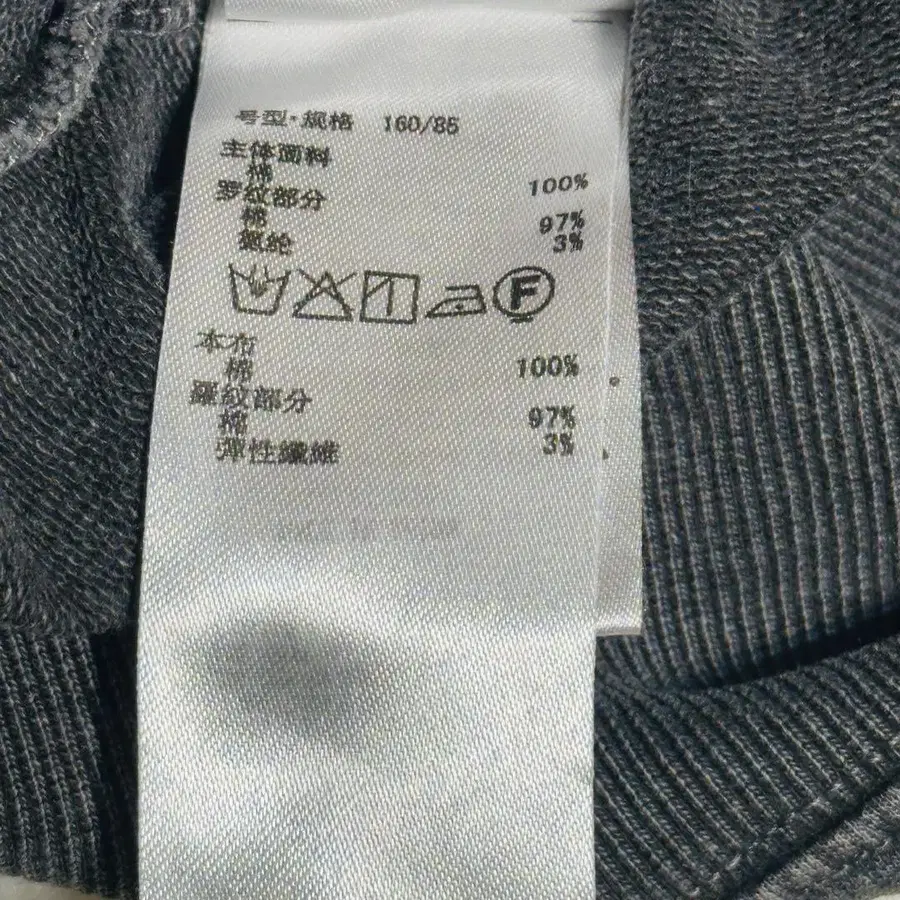 号型·规格 160/85
主体面料
棉 100%
罗纹部分
棉 97%
氨纶 3%
F
本布
棉 100%
羅紋部分
棉 97%
彈性纖維 3%